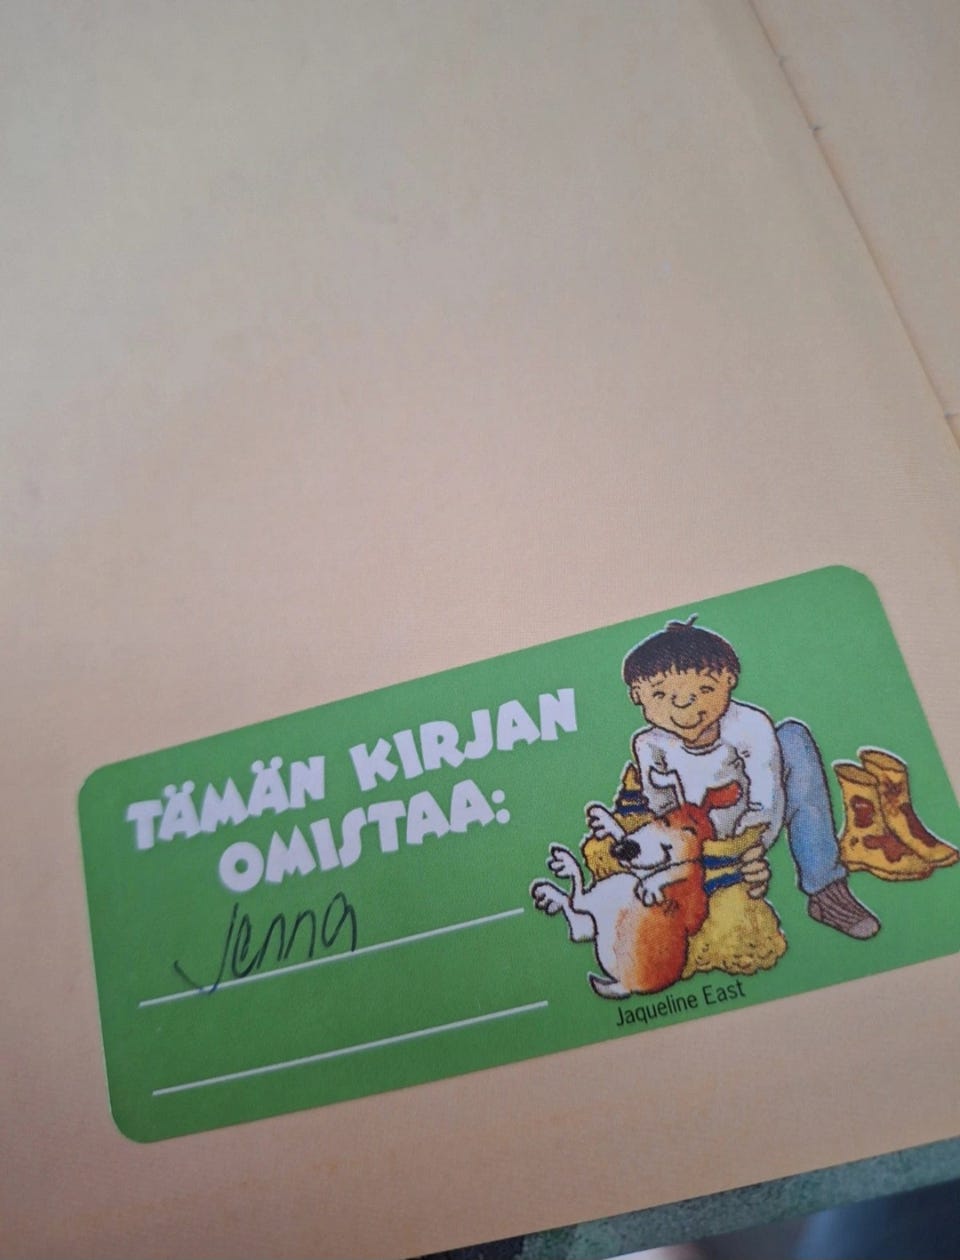 TÄMÄN KIRJAN
OMISTAA:
Jenna
Jaqueline East